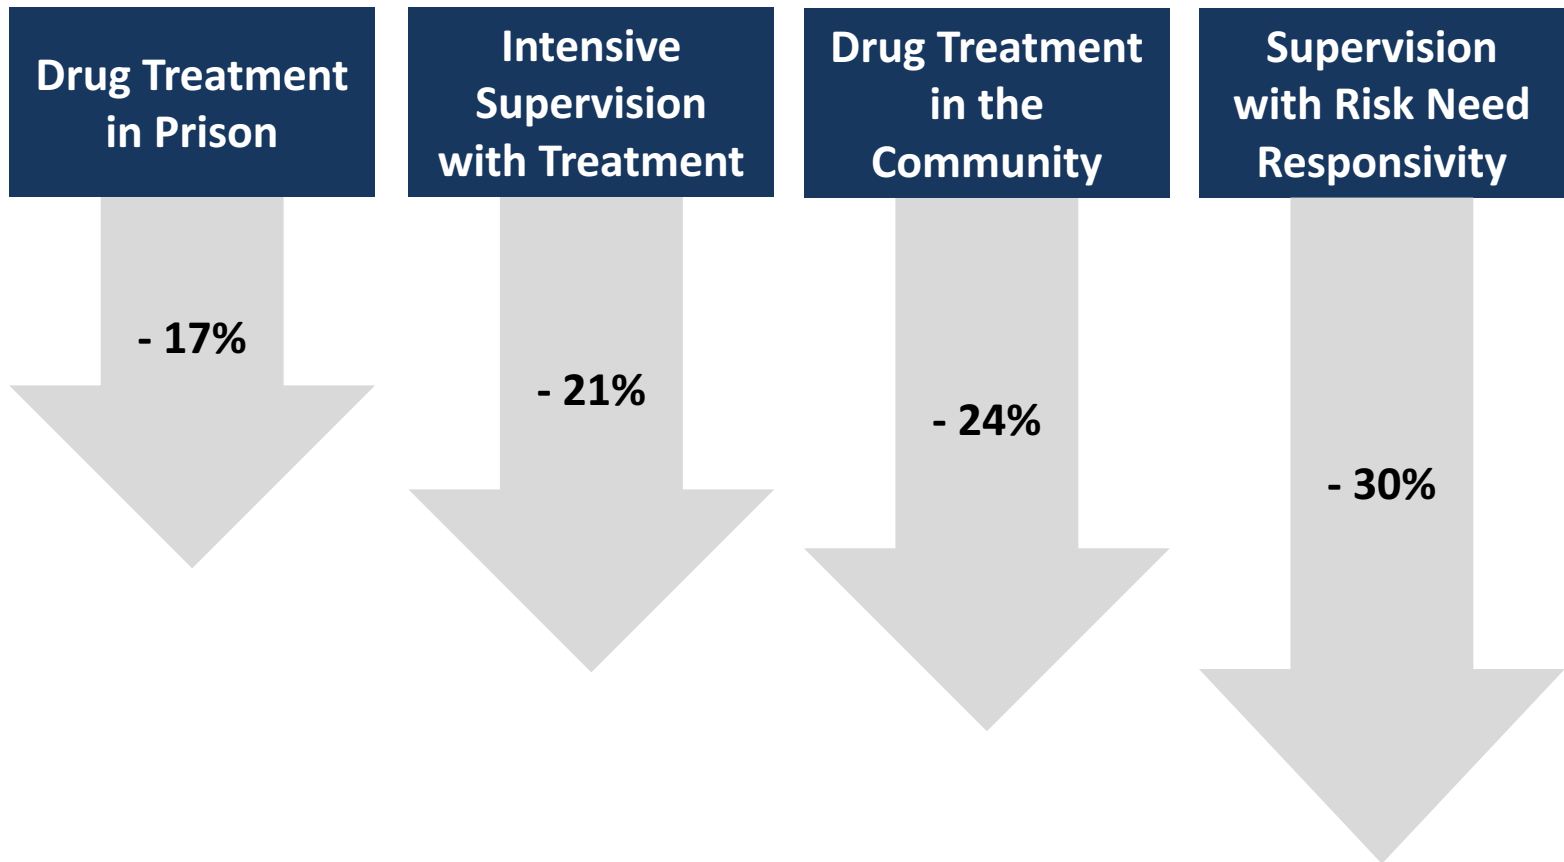 Drug Treatment
in Prison
- 17%
Intensive
Supervision
with Treatment
- 21%
Drug Treatment
in the
Community
- 24%
Supervision
with Risk Need
Responsivity
- 30%